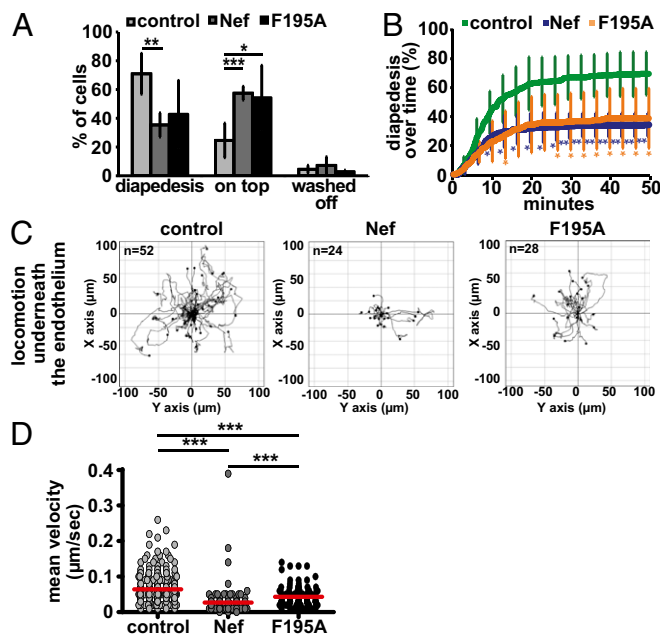 A
control Nef F195A
% of cells
100
80
60
40
20
0
**
***
*
diapedesis on top washed off
B
control Nef F195A
diapedesis over time (%)
100
80
60
40
20
0
0 10 20 30 40 50
minutes
C
locomotion underneath the endothelium
control
n=52
X axis (µm)
100
50
0
-50
-100
-100 -50 0 50 100
Y axis (µm)
Nef
n=24
X axis (µm)
100
50
0
-50
-100
-100 -50 0 50 100
Y axis (µm)
F195A
n=28
X axis (µm)
100
50
0
-50
-100
-100 -50 0 50 100
Y axis (µm)
D
mean velocity
(µm/sec)
0.4
0.3
0.2
0.1
0
***
***
***
control Nef F195A